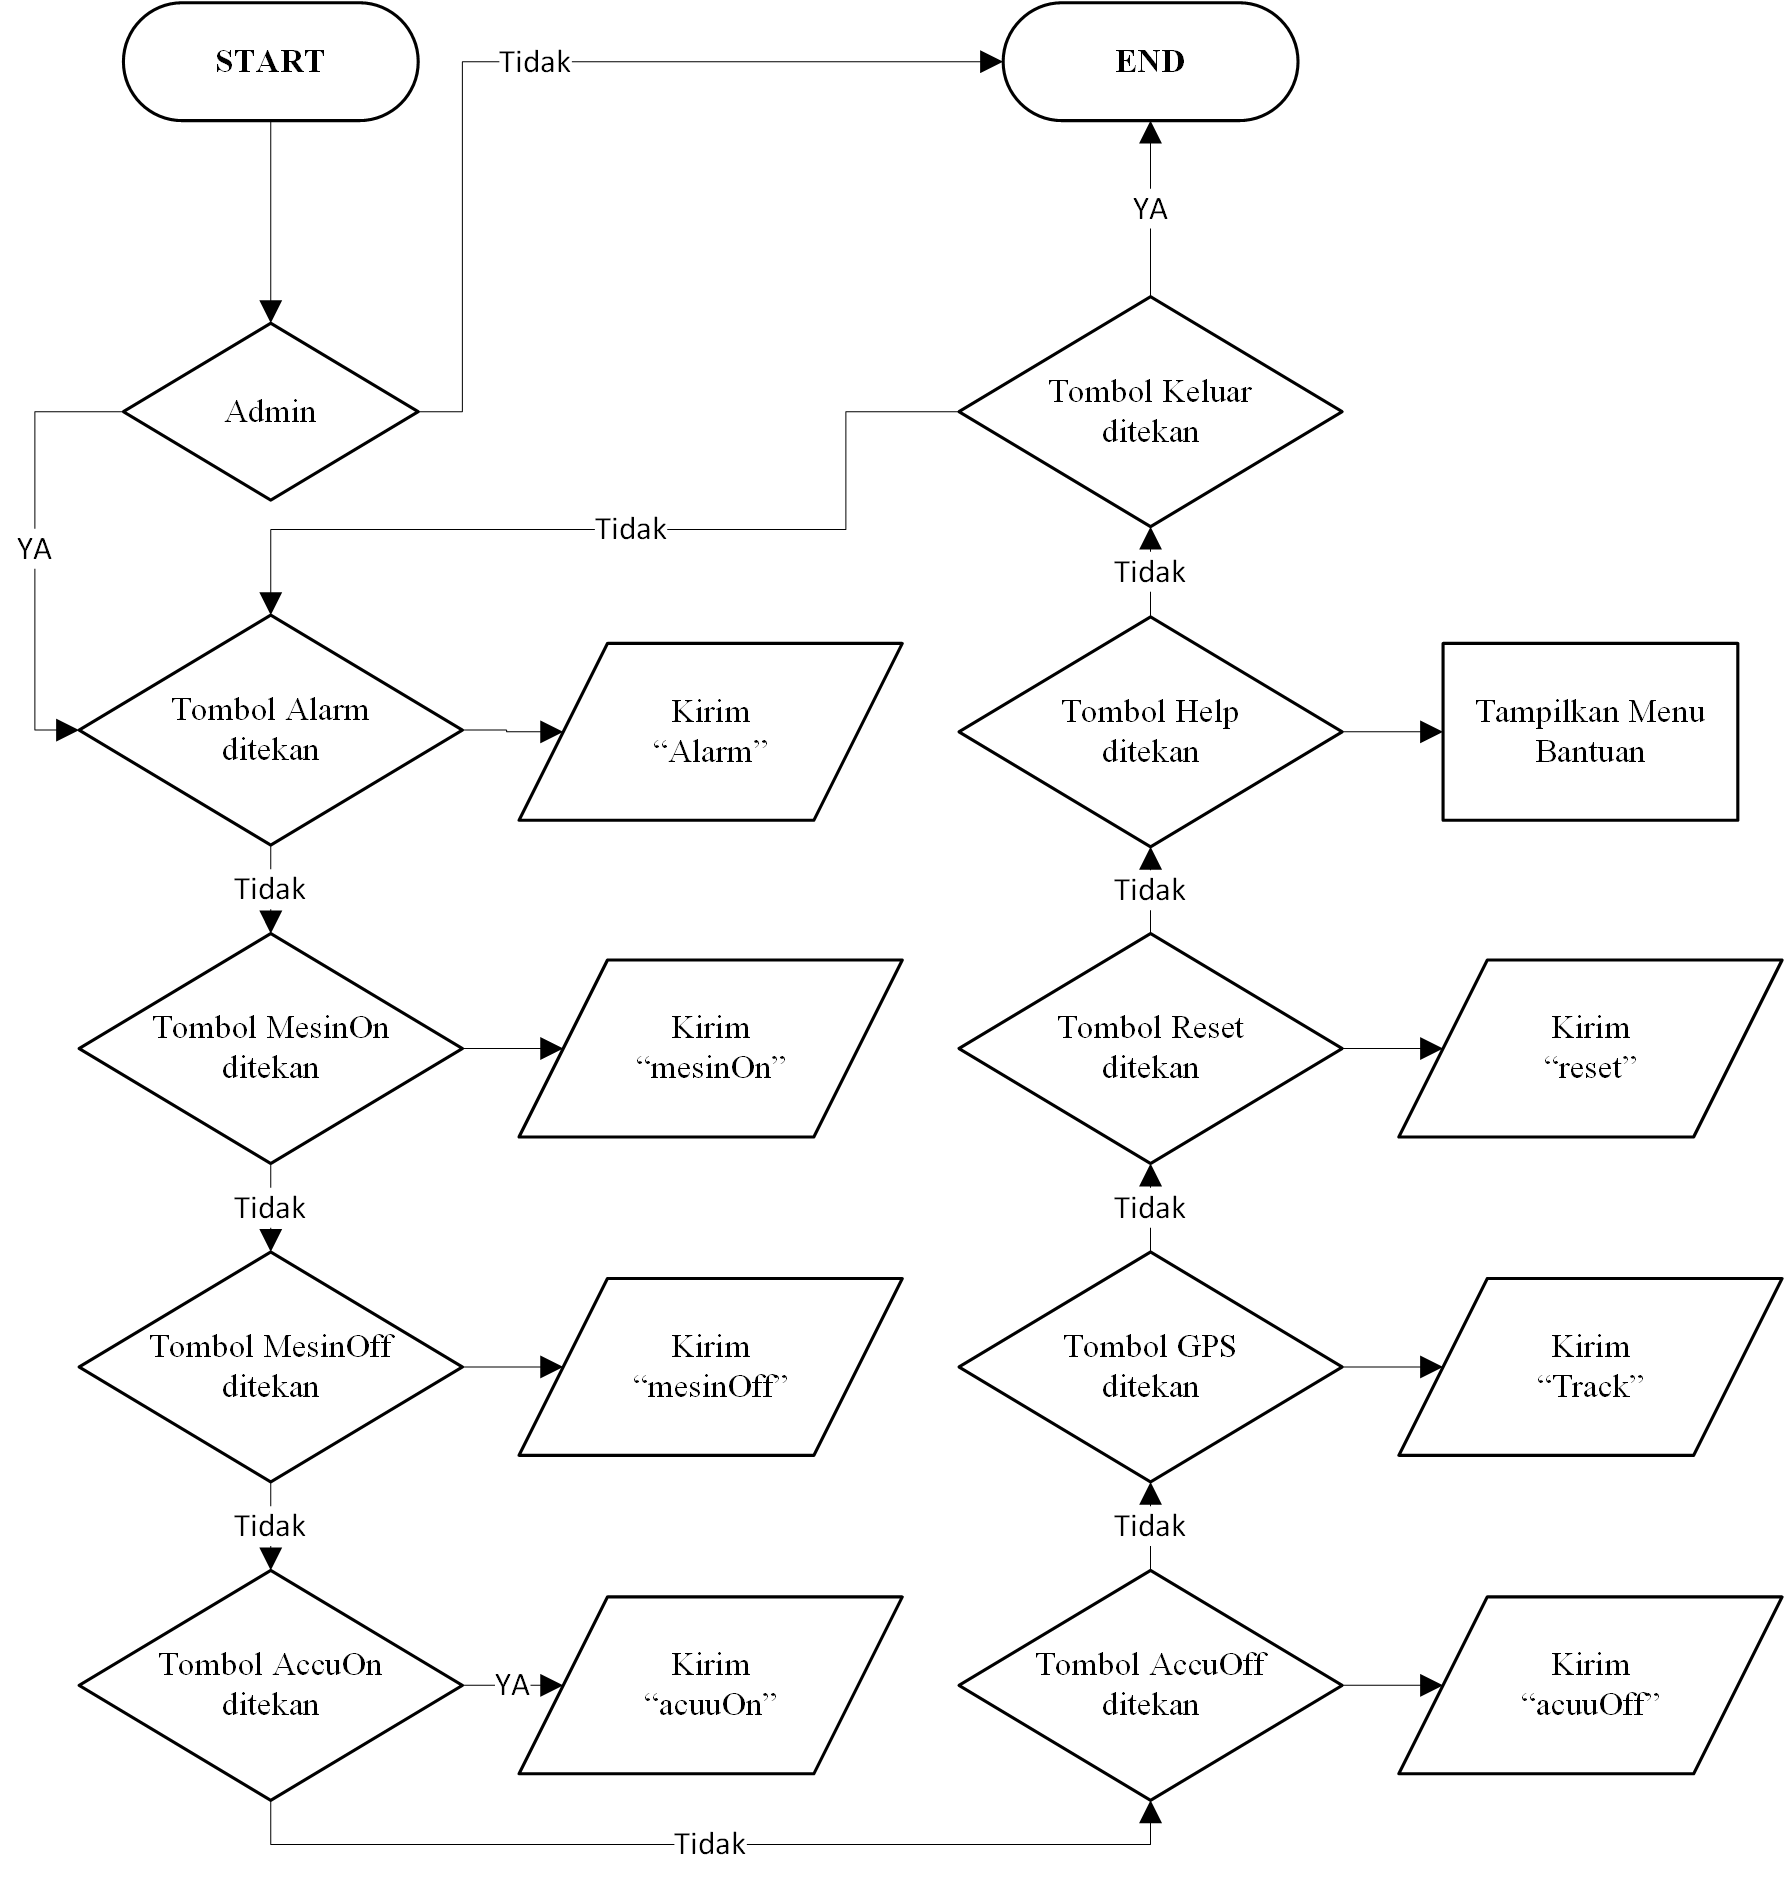 START
Tidak
END
YA
Admin
Tombol Keluar
ditekan
Tidak
YA
Tidak
Tombol Alarm
ditekan
Kirim
“Alarm”
Tombol Help
ditekan
Tampilkan Menu
Bantuan
Tidak
Tidak
Tombol MesinOn
ditekan
Kirim
“mesinOn”
Tombol Reset
ditekan
Kirim
“reset”
Tidak
Tidak
Tombol MesinOff
ditekan
Kirim
“mesinOff”
Tombol GPS
ditekan
Kirim
“Track”
Tidak
Tidak
Tombol AccuOn
ditekan
YA
Kirim
“acuuOn”
Tombol AccuOff
ditekan
Kirim
“acuuOff”
Tidak